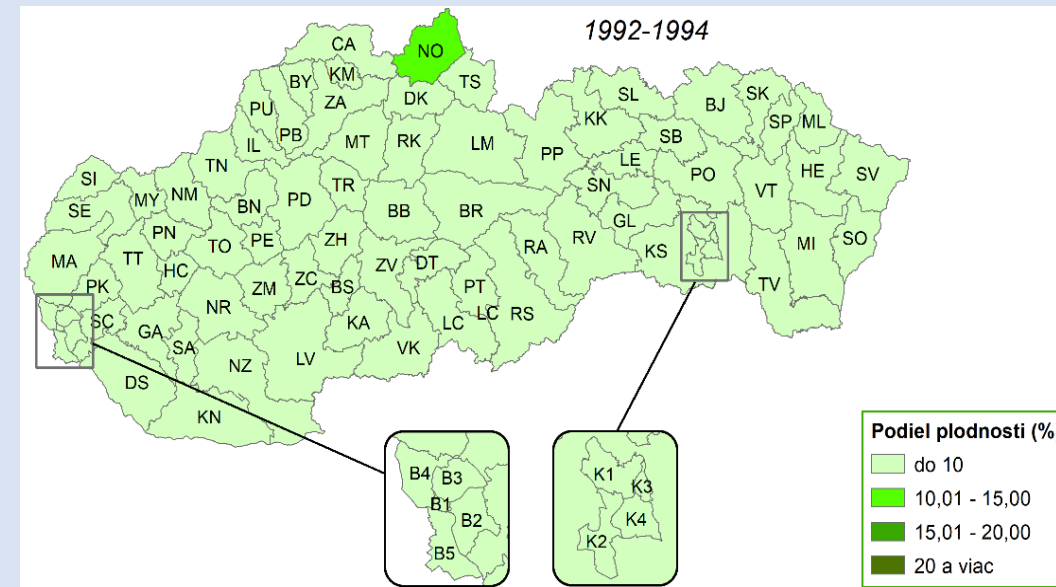 1992-1994
NO
CA
KM
BY
TS
ZA
DK
PU
PB
IL
MT
RK
LM
SL
BJ
SK
KK
SP
ML
SB
PP
LE
PO
HE
SV
VT
SN
TN
SI
SE
MY
NM
BN
PD
TR
BB
BR
GL
RV
RA
KS
MI
SO
TV
PN
TO
PE
ZH
MA
TT
HC
ZV
DT
PK
ZM
ZC
BS
PT
SC
NR
LC
LC
RS
GA
SA
KA
NZ
LV
VK
DS
KN
B4
B3
B1
B2
B5
K1
K3
K4
K2
Podiel plodnosti (%
do 10
10,01 - 15,00
15,01 - 20,00
20 a viac